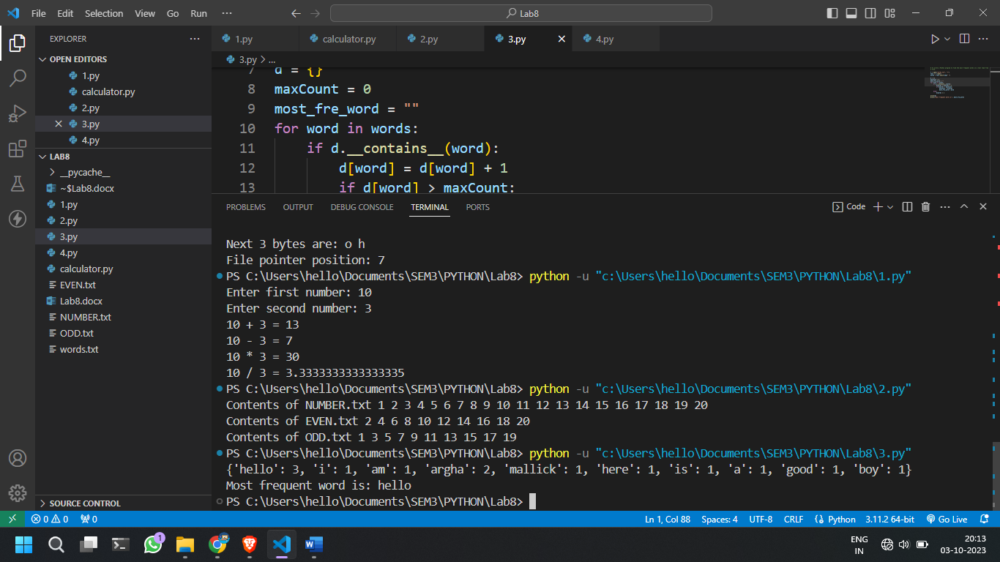 File Edit Selection View Go Run ···
Lab8
EXPLORER ···
OPEN EDITORS
1.py
calculator.py
2.py
3.py
4.py
LAB8
__pycache__
~$Lab8.docx
1.py
2.py
3.py
4.py
calculator.py
EVEN.txt
Lab8.docx
NUMBER.txt
ODD.txt
words.txt
SOURCE CONTROL
1.py calculator.py 2.py 3.py 4.py
3.py > ...
7 d = {}
8 maxCount = 0
9 most_fre_word = ""
10 for word in words:
11 if d.__contains__(word):
12 d[word] = d[word] + 1
13 if d[word] > maxCount:
PROBLEMS OUTPUT DEBUG CONSOLE TERMINAL PORTS Code
Next 3 bytes are: o h
File pointer position: 7
PS C:\Users\hello\Documents\SEM3\PYTHON\Lab8> python -u "c:\Users\hello\Documents\SEM3\PYTHON\Lab8\1.py"
Enter first number: 10
Enter second number: 3
10 + 3 = 13
10 - 3 = 7
10 * 3 = 30
10 / 3 = 3.3333333333333335
PS C:\Users\hello\Documents\SEM3\PYTHON\Lab8> python -u "c:\Users\hello\Documents\SEM3\PYTHON\Lab8\2.py"
Contents of NUMBER.txt 1 2 3 4 5 6 7 8 9 10 11 12 13 14 15 16 17 18 19 20
Contents of EVEN.txt 2 4 6 8 10 12 14 16 18 20
Contents of ODD.txt 1 3 5 7 9 11 13 15 17 19
PS C:\Users\hello\Documents\SEM3\PYTHON\Lab8> python -u "c:\Users\hello\Documents\SEM3\PYTHON\Lab8\3.py"
{'hello': 3, 'i': 1, 'am': 1, 'argha': 2, 'mallick': 1, 'here': 1, 'is': 1, 'a': 1, 'good': 1, 'boy': 1}
Most frequent word is: hello
PS C:\Users\hello\Documents\SEM3\PYTHON\Lab8>
0 0 0 Ln 1, Col 88 Spaces: 4 UTF-8 CRLF Python 3.11.2 64-bit Go Live
1
ENG
IN
20:13
03-10-2023